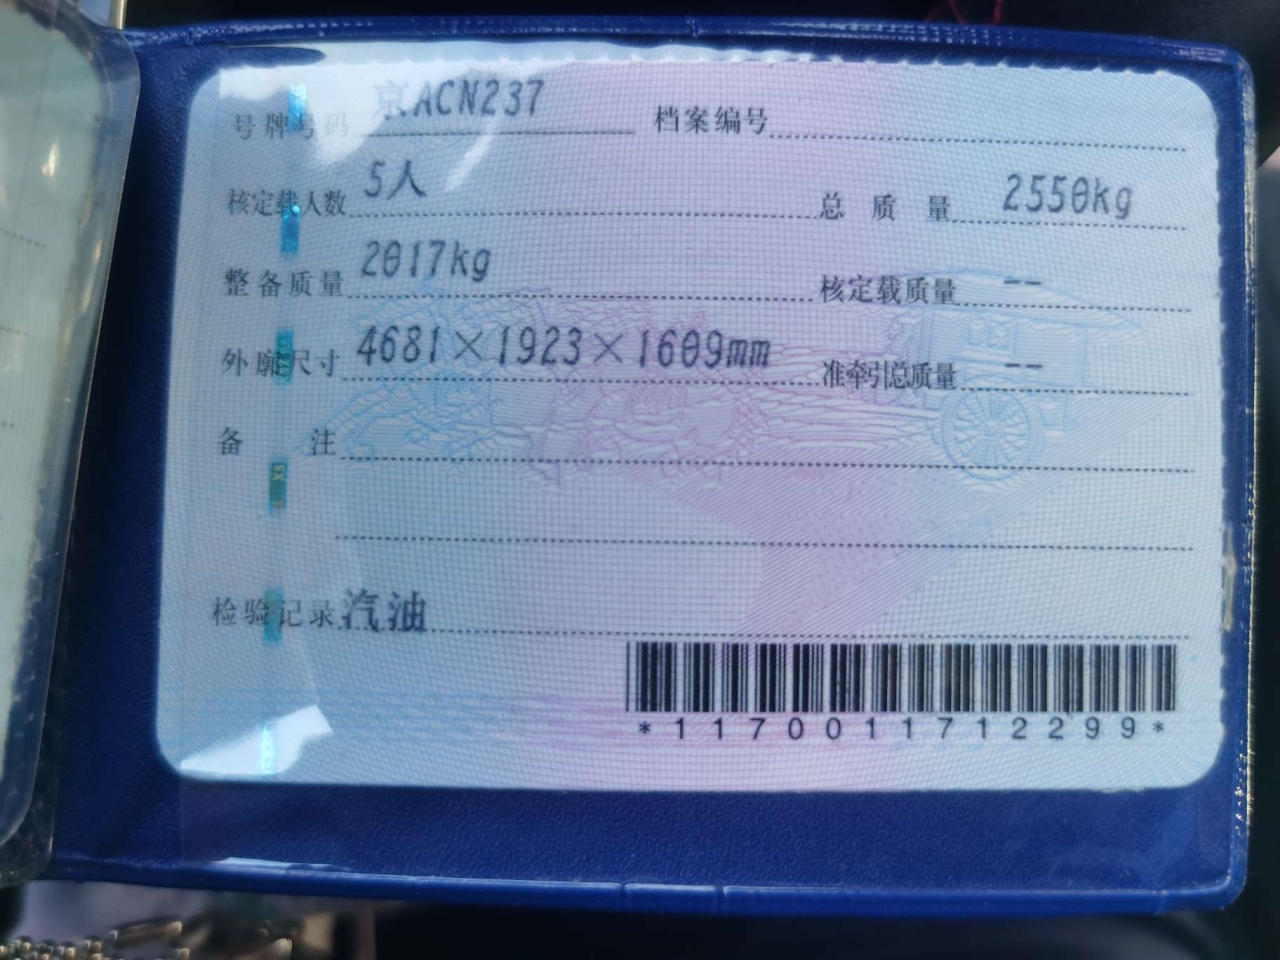 号牌号码 京ACN237 档案编号
核定载人数 5人 总质量 2550kg
整备质量 2017kg 核定载质量 --
外廓尺寸 4681×1923×1609mm 准牵引总质量 --
备注
检验记录 汽油
*1170011712299*